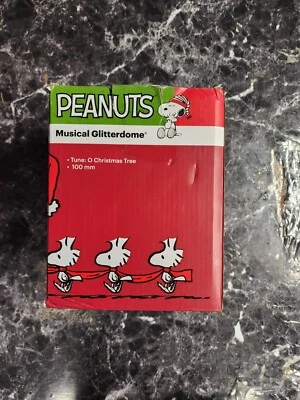 PEANUTS
Musical Glitterdome®
• Tune: O Christmas Tree
• 100 mm